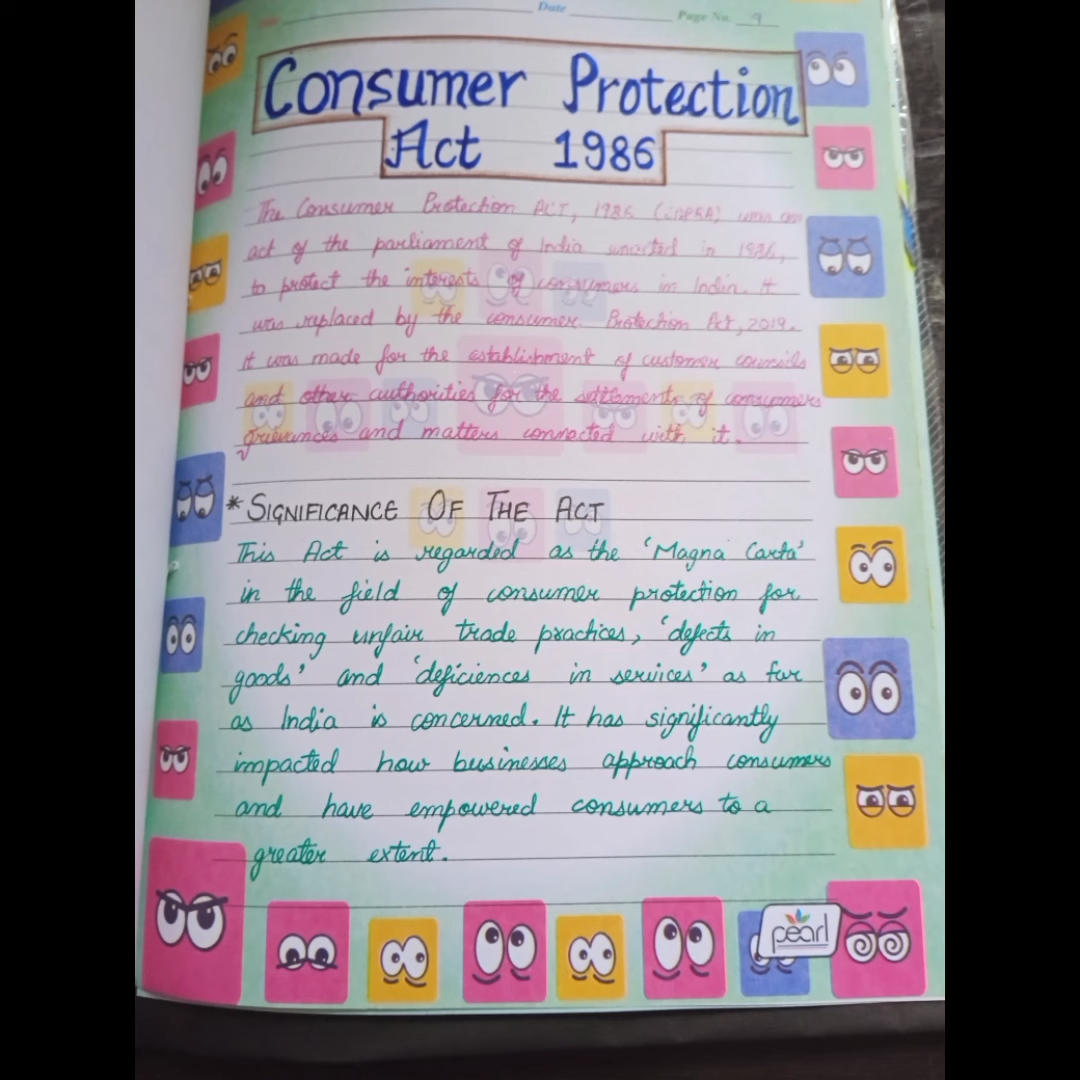 Date Page No. 9
Consumer Protection
Act 1986
The Consumer Protection ACT, 1986 was an
act of the parliament of India in 1986,
to protect the interests of consumers in India. It
was replaced by the consumer Protection Act, 2019.
it was made for the establishment of customer councils
and other authorities for the settlements of consumers
grievances and matters connected with it.
* SIGNIFICANCE OF THE ACT
This Act is regarded as the 'Magna Carta'
in the field of consumer protection for
checking unfair trade practices, 'defects in
goods' and 'deficiences in services' as far
as India is concerned. It has significantly
impacted how businesses approach consumers
and have empowered consumers to a
greater extent.
pearl